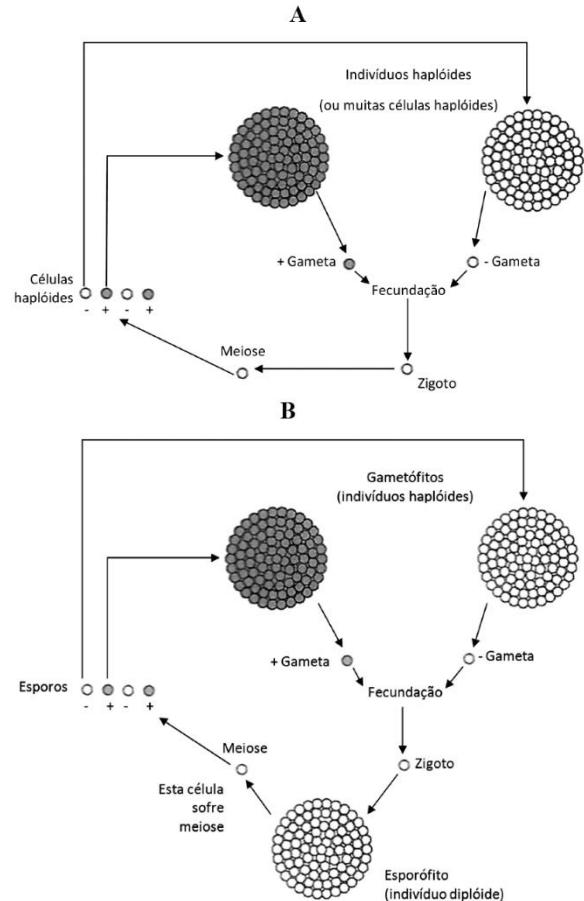 A
Indivíduos haplóides
(ou muitas células haplóides)
+ Gameta
- Gameta
Células
haplóides
- + - +
Fecundação
Meiose
Zigoto
B
Gametófitos
(indivíduos haplóides)
+ Gameta
- Gameta
Esporos
- + - +
Fecundação
Meiose
Zigoto
Esta célula
sofre
meiose
Esporófito
(indivíduo diplóide)